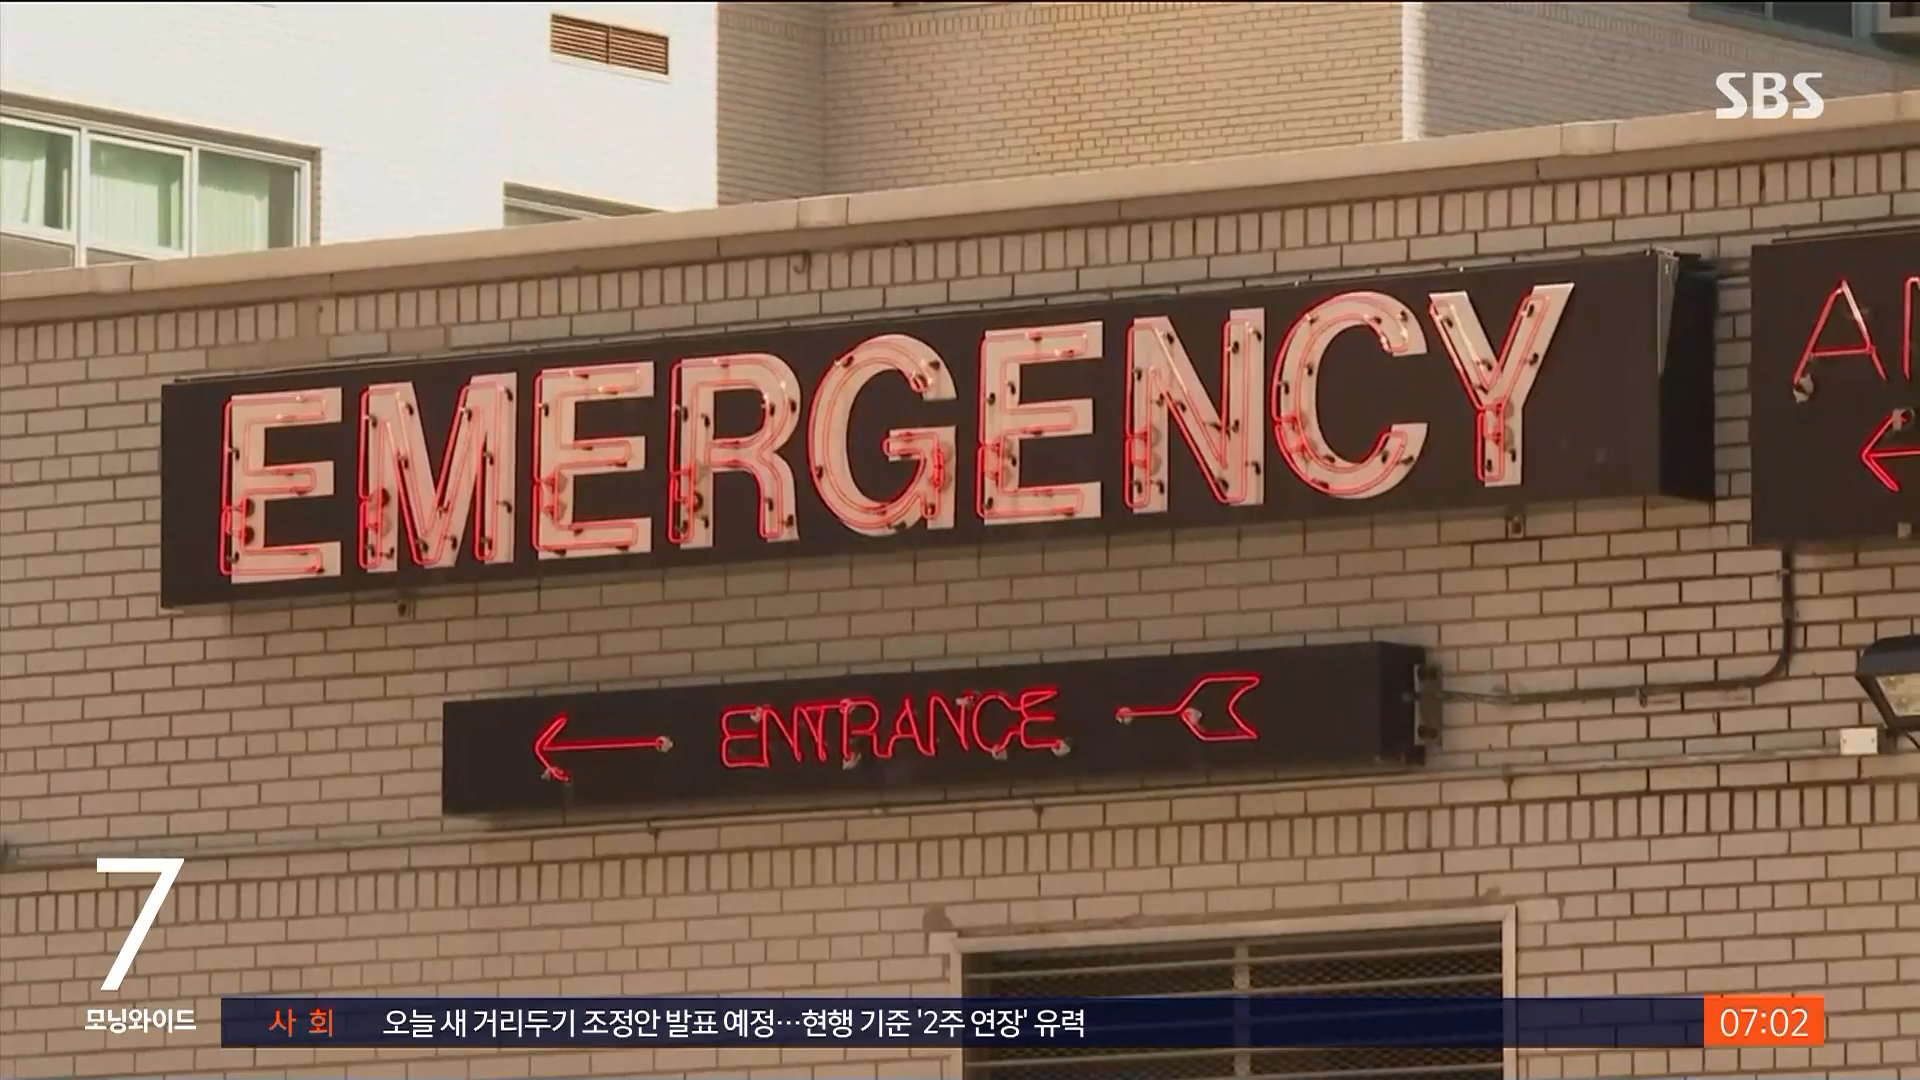 SBS
EMERGENCY
ENTRANCE
7
모닝와이드
사회 오늘 새 거리두기 조정안 발표 예정…현행 기준 '2주 연장' 유력
07:02